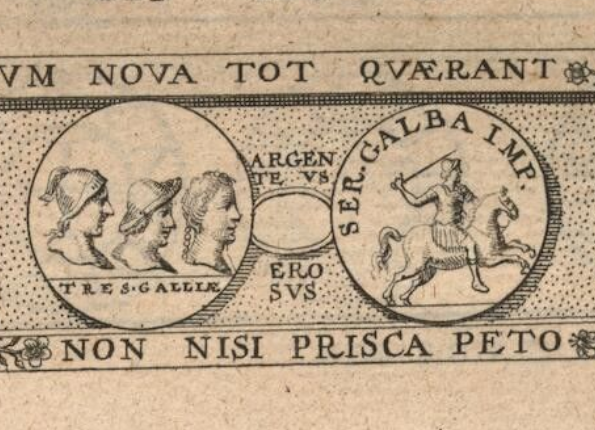 VM NOVA TOT QVÆRANT
ARGEN
TE VS
SER. GALBA IMP.
TRES·GALLIÆ
ERO
SVS
NON NISI PRISCA PETO